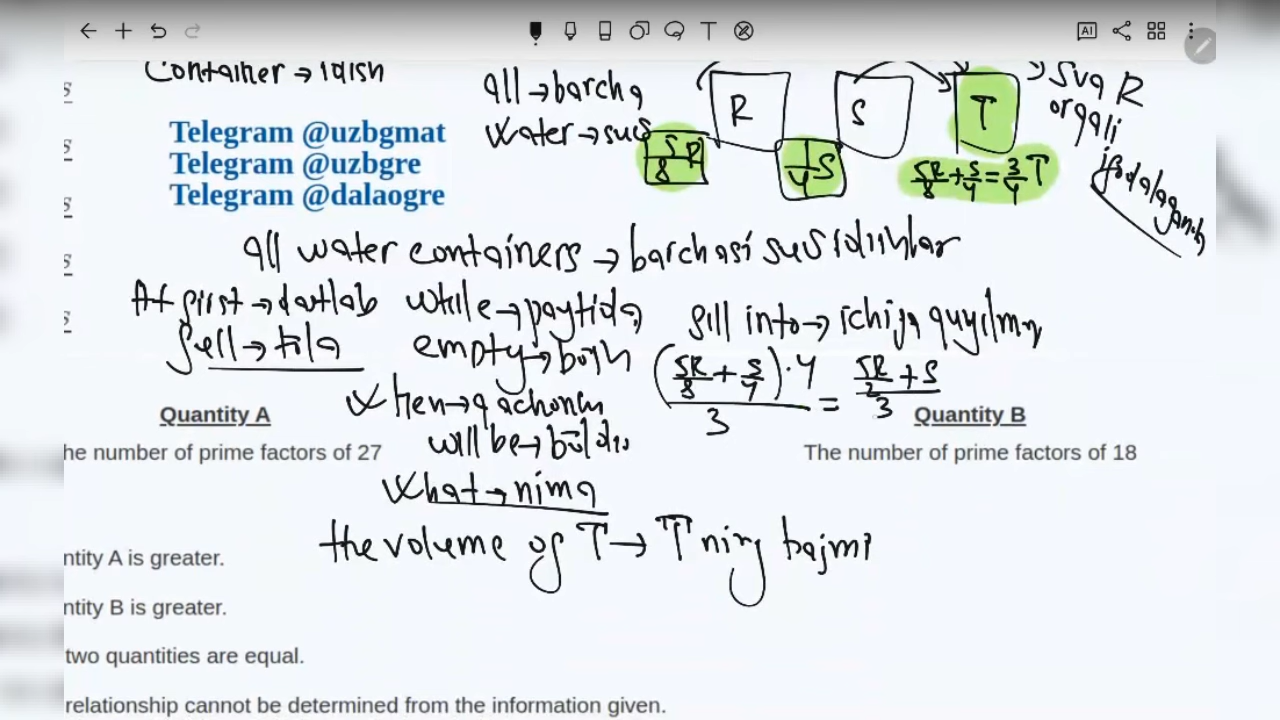 Container → idish
all → barcha
Water → suv
R
S
T
S va R
orqali
ifodalaganda
5R/8
1/4 S
5R/8 + S/4 = 3/4 T
Telegram @uzbgmat
Telegram @uzbgre
Telegram @dalaogre
all water containers → barchasi suv idishlar
At first → dastlab
while → paytida
fill into → ichiga quyilmoq
fell → to'la
empty → bo'sh
(5R/8 + S/4) · 4 / 3 = (5R/2 + S) / 3
When → qachonki
Quantity A
Quantity B
will be → bo'ladi
he number of prime factors of 27
The number of prime factors of 18
What → nima
the volume of T → T ning hajmi
ntity A is greater.
ntity B is greater.
two quantities are equal.
relationship cannot be determined from the information given.